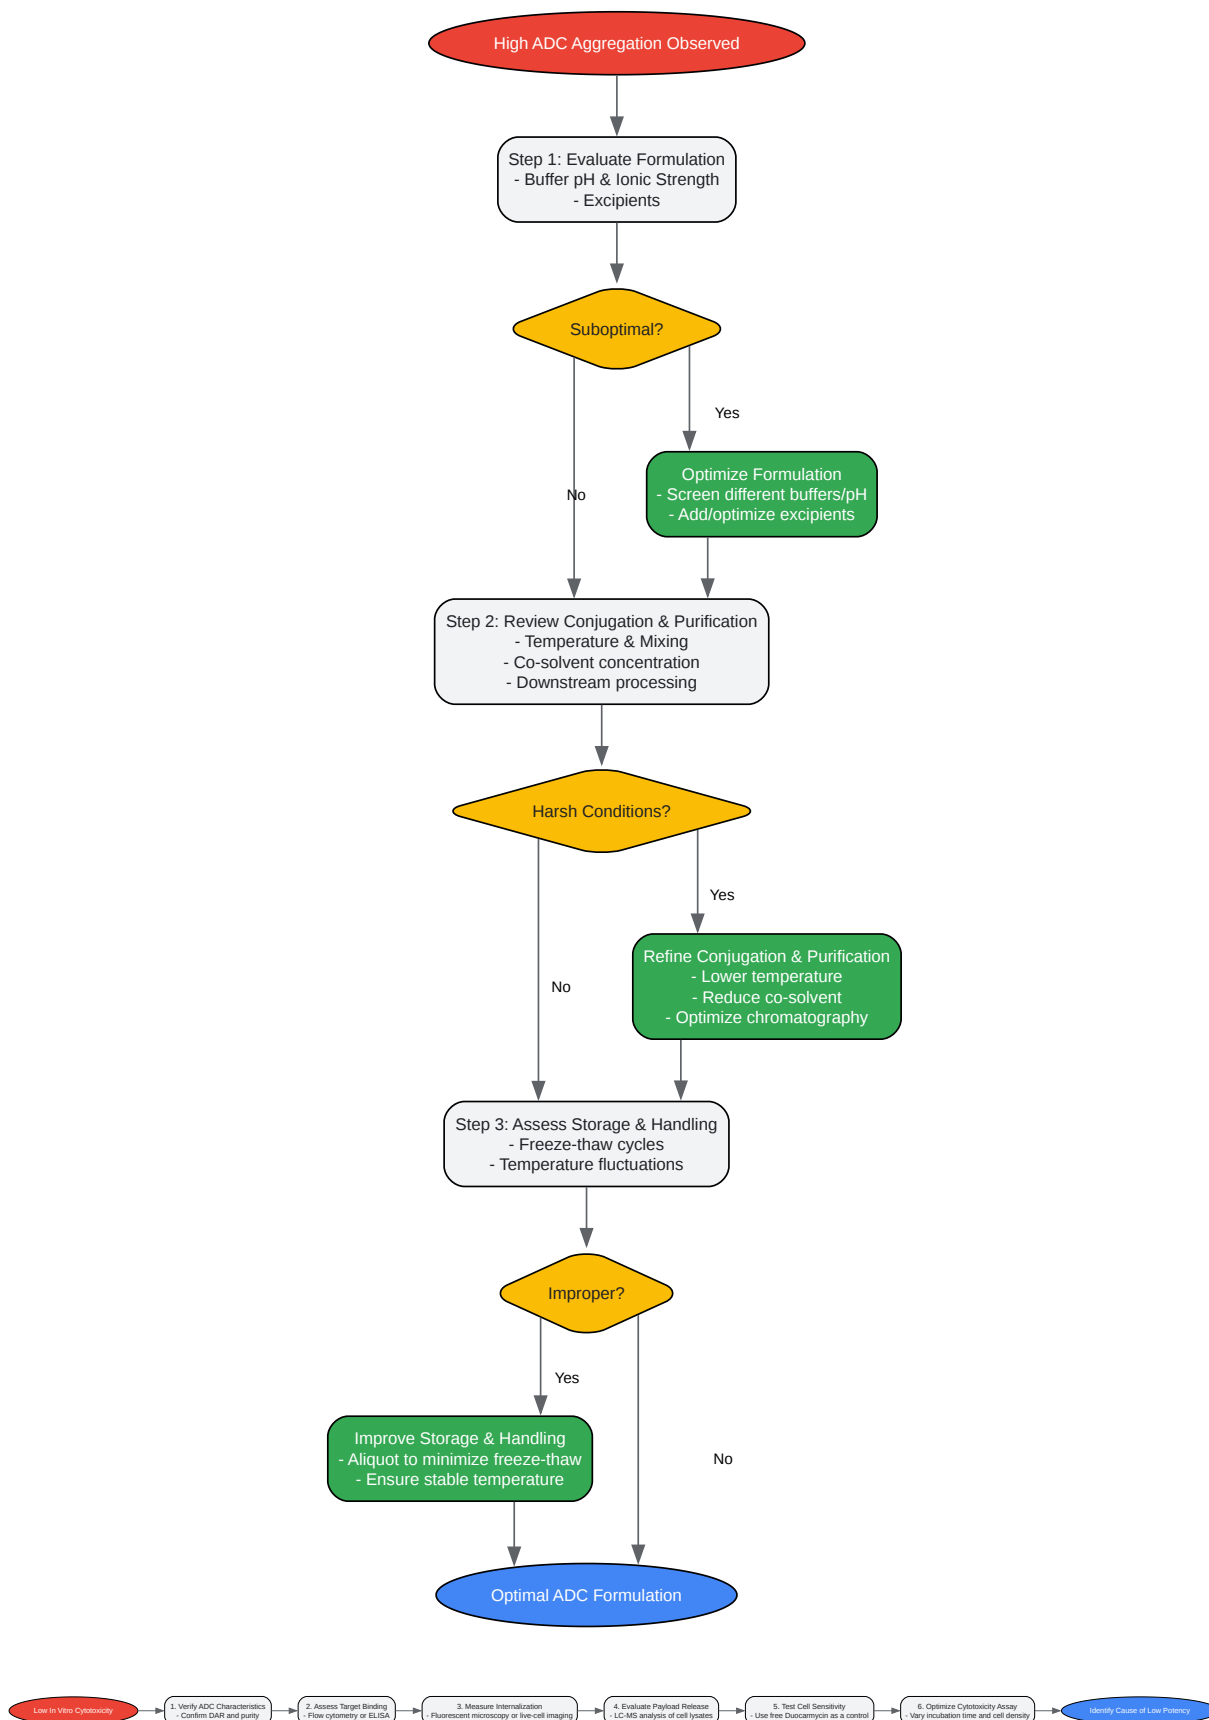 High ADC Aggregation Observed
Step 1: Evaluate Formulation
- Buffer pH & Ionic Strength
- Excipients
Suboptimal?
Yes
No
Optimize Formulation
- Screen different buffers/pH
- Add/optimize excipients
Step 2: Review Conjugation & Purification
- Temperature & Mixing
- Co-solvent concentration
- Downstream processing
Harsh Conditions?
Yes
No
Refine Conjugation & Purification
- Lower temperature
- Reduce co-solvent
- Optimize chromatography
Step 3: Assess Storage & Handling
- Freeze-thaw cycles
- Temperature fluctuations
Improper?
Yes
No
Improve Storage & Handling
- Aliquot to minimize freeze-thaw
- Ensure stable temperature
Optimal ADC Formulation
Low In Vitro Cytotoxicity
1. Verify ADC Characteristics
- Confirm DAR and purity
2. Assess Target Binding
- Flow cytometry or ELISA
3. Measure Internalization
- Fluorescent microscopy or live-cell imaging
4. Evaluate Payload Release
- LC-MS analysis of cell lysates
5. Test Cell Sensitivity
- Use free Duocarmycin as a control
6. Optimize Cytotoxicity Assay
- Vary incubation time and cell density
Identify Cause of Low Potency